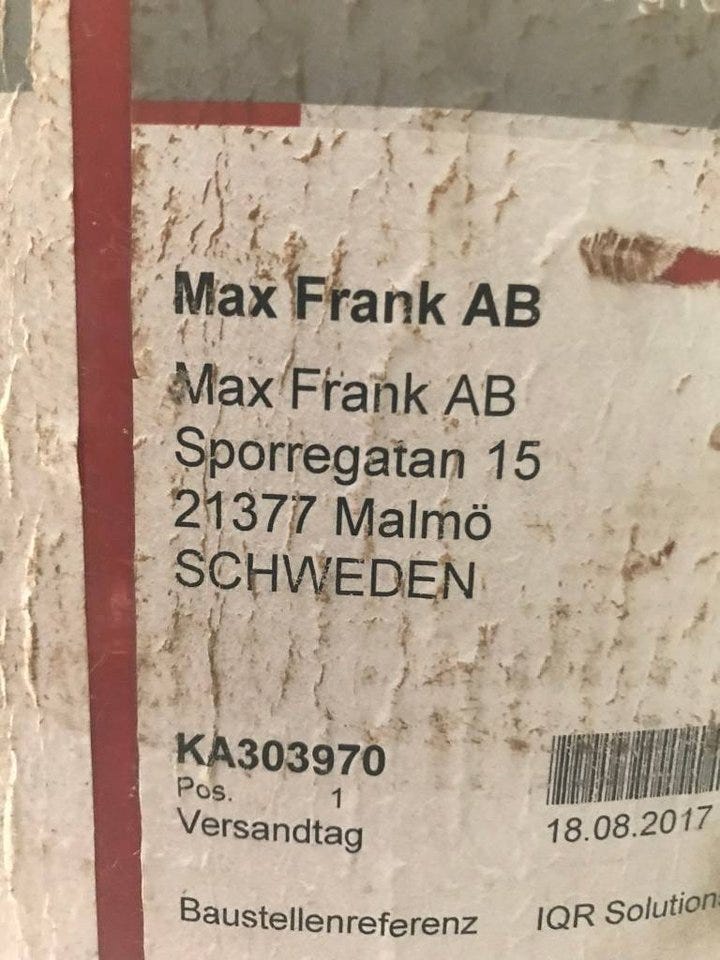 Max Frank AB
Max Frank AB
Sporregatan 15
21377 Malmö
SCHWEDEN
KA303970
Pos. 1
Versandtag 18.08.2017
Baustellenreferenz IQR Solution